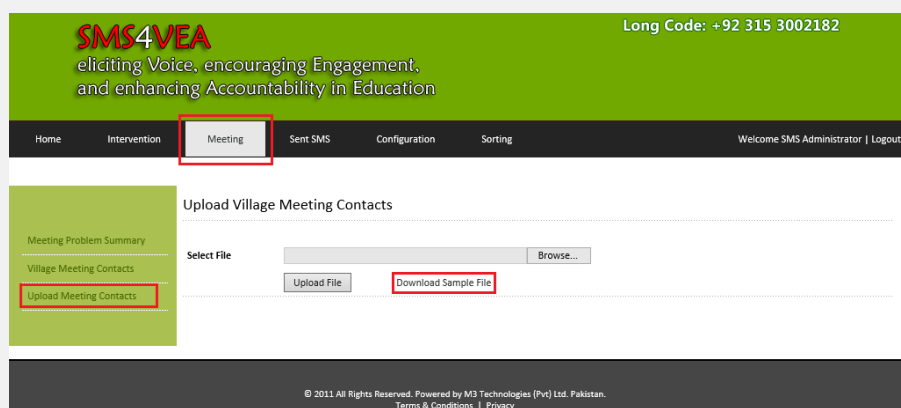 SMS4VEA
Long Code: +92 315 3002182
eliciting Voice, encouraging Engagement,
and enhancing Accountability in Education
Home Intervention Meeting Sent SMS Configuration Sorting Welcome SMS Administrator | Logout
Upload Village Meeting Contacts
Meeting Problem Summary
Village Meeting Contacts
Upload Meeting Contacts
Select File Browse...
Upload File Download Sample File
© 2011 All Rights Reserved. Powered by M3 Technologies (Pvt) Ltd. Pakistan.
Terms & Conditions | Privacy